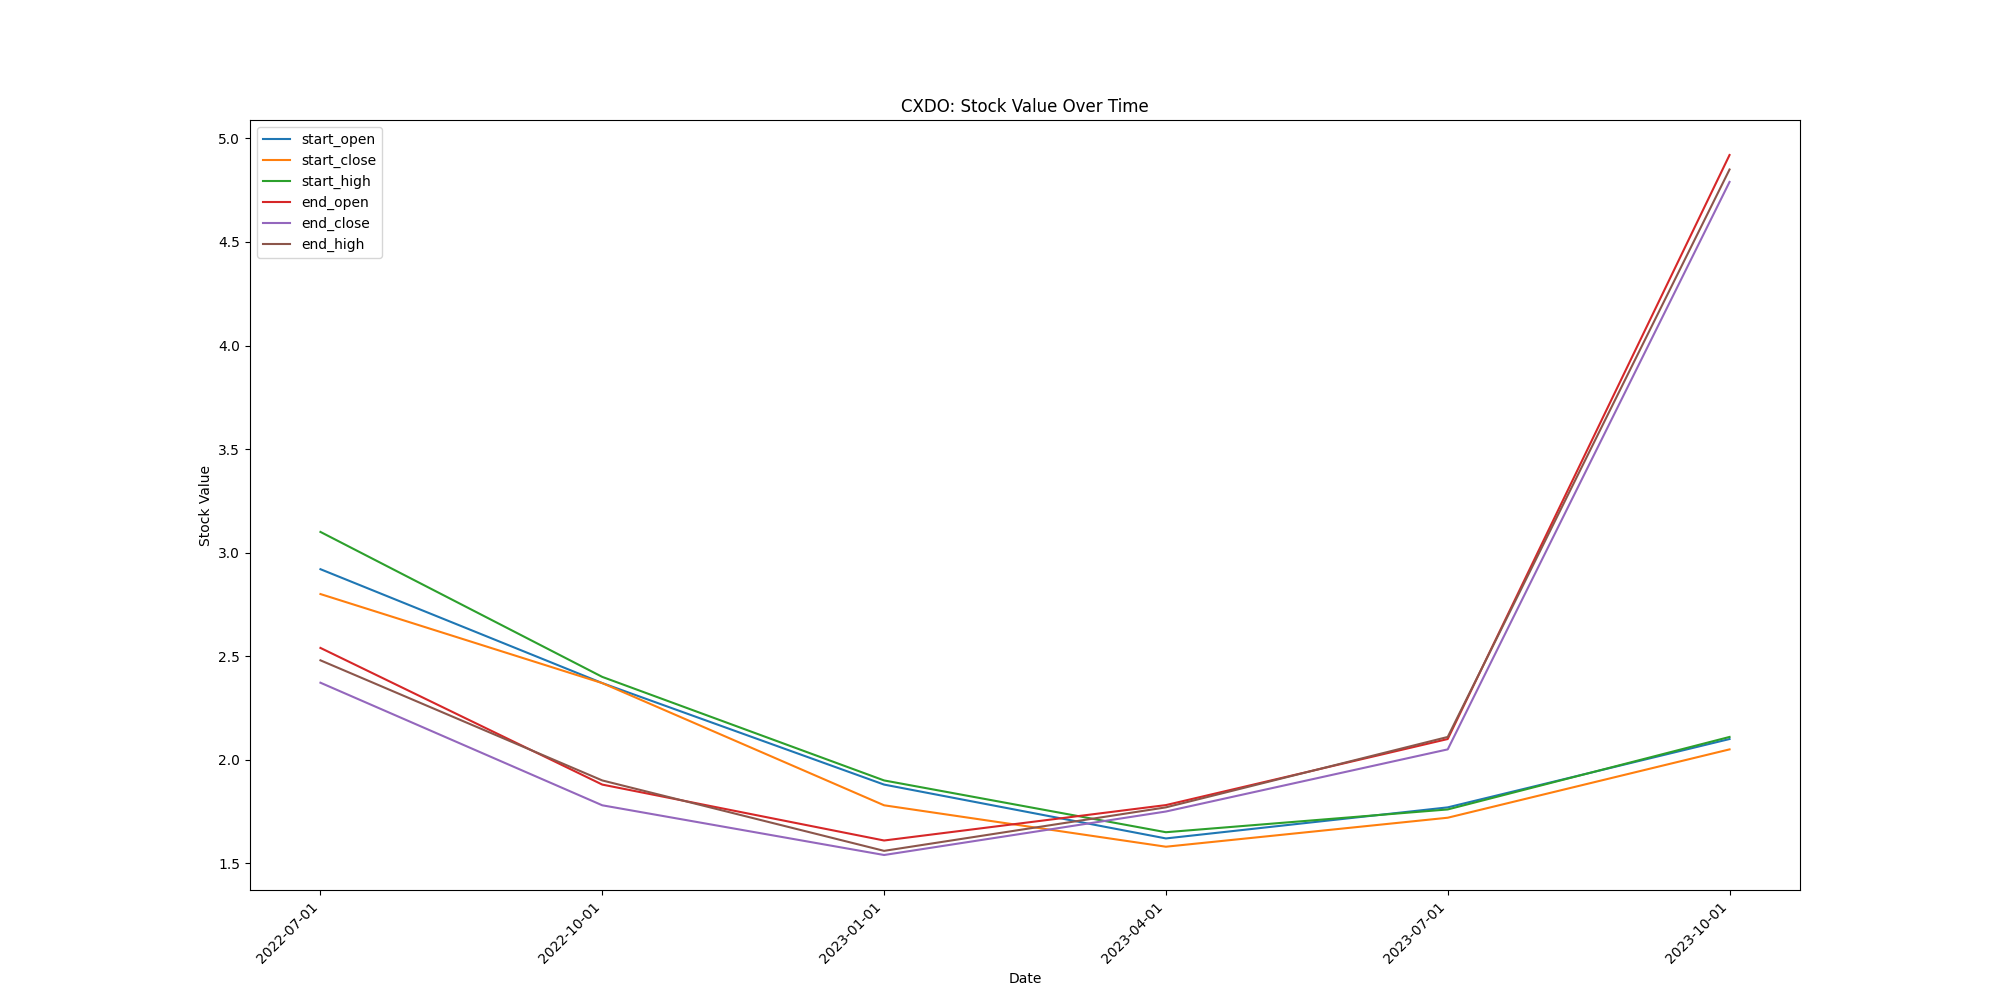 CXDO: Stock Value Over Time
start_open
start_close
start_high
end_open
end_close
end_high
5.0
4.5
4.0
3.5
3.0
2.5
2.0
1.5
Stock Value
2022-07-01
2022-10-01
2023-01-01
2023-04-01
2023-07-01
2023-10-01
Date